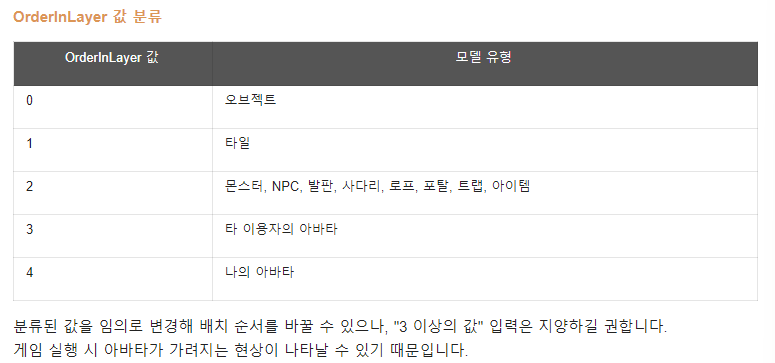 OrderInLayer 값 분류
OrderInLayer 값 모델 유형
0 오브젝트
1 타일
2 몬스터, NPC, 발판, 사다리, 로프, 포탈, 트랩, 아이템
3 타 이용자의 아바타
4 나의 아바타
분류된 값을 임의로 변경해 배치 순서를 바꿀 수 있으나, "3 이상의 값" 입력은 지양하길 권합니다.
게임 실행 시 아바타가 가려지는 현상이 나타날 수 있기 때문입니다.